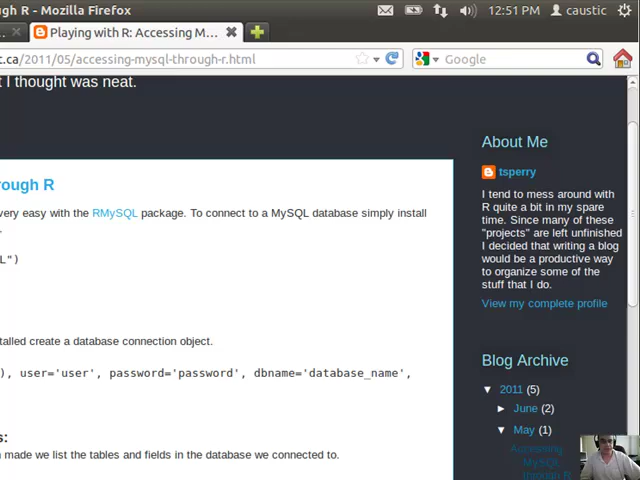 gh R - Mozilla Firefox
12:51 PM
caustic
Playing with R: Accessing M...
t.ca/2011/05/accessing-mysql-through-r.html
Google
t I thought was neat.
rough R
very easy with the RMySQL package. To connect to a MySQL database simply install
L")
talled create a database connection object.
), user='user', password='password', dbname='database_name',
s:
n made we list the tables and fields in the database we connected to.
About Me
tsperry
I tend to mess around with
R quite a bit in my spare
time. Since many of these
"projects" are left unfinished
I decided that writing a blog
would be a productive way
to organize some of the
stuff that I do.
View my complete profile
Blog Archive
▼ 2011 (5)
► June (2)
▼ May (1)
Accessing
MySQL
through R